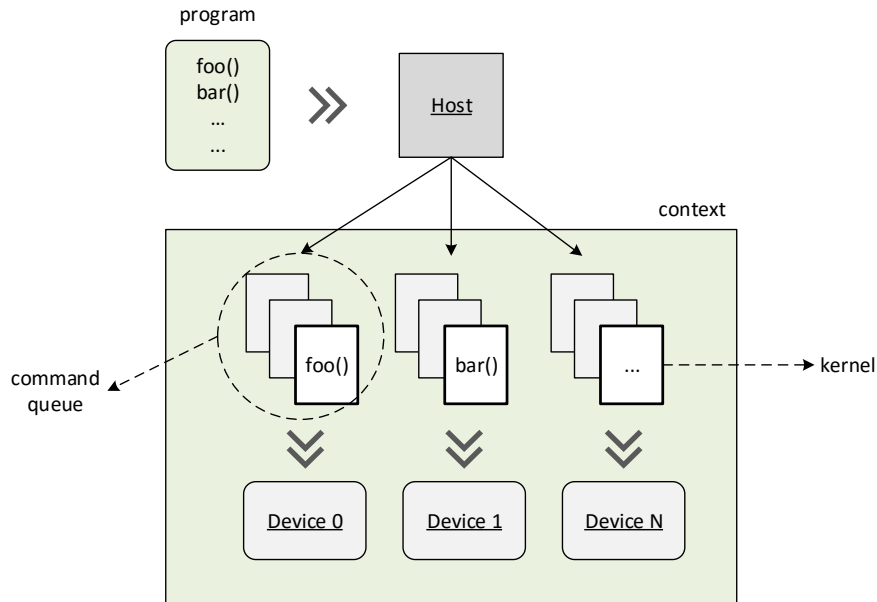 program
foo()
bar()
...
...
Host
context
foo()
bar()
...
command
queue
kernel
Device 0
Device 1
Device N